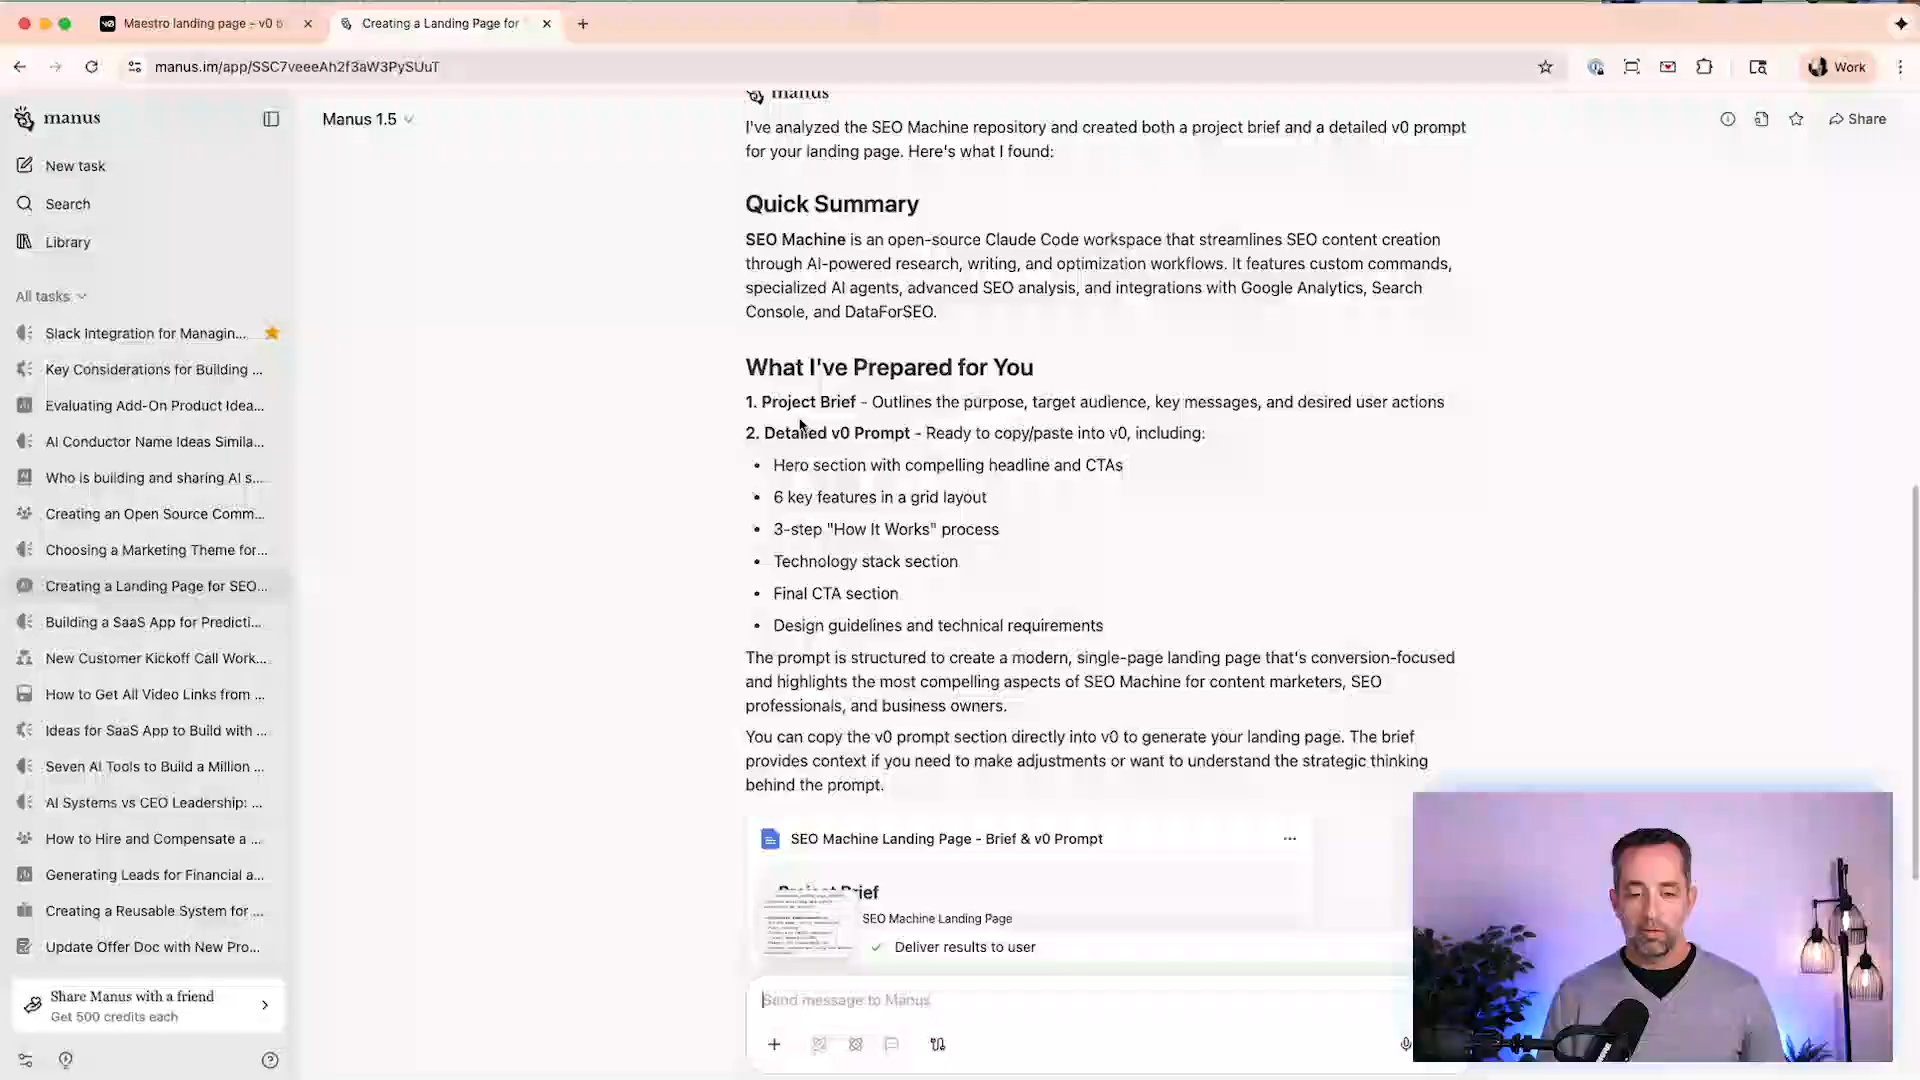 Maestro landing page - v0 b
Creating a Landing Page for
manus.im/app/SSC7veeeAh2f3aW3PySUuT
Work
manus
New task
Search
Library
All tasks
Slack Integration for Managin...
Key Considerations for Building ...
Evaluating Add-On Product Idea...
AI Conductor Name Ideas Simila...
Who is building and sharing AI s...
Creating an Open Source Comm...
Choosing a Marketing Theme for...
Creating a Landing Page for SEO...
Building a SaaS App for Predicti...
New Customer Kickoff Call Work...
How to Get All Video Links from ...
Ideas for SaaS App to Build with ...
Seven AI Tools to Build a Million ...
AI Systems vs CEO Leadership: ...
How to Hire and Compensate a ...
Generating Leads for Financial a...
Creating a Reusable System for ...
Update Offer Doc with New Pro...
Share Manus with a friend
Get 500 credits each
Manus 1.5
Share
manus
I've analyzed the SEO Machine repository and created both a project brief and a detailed v0 prompt
for your landing page. Here's what I found:
Quick Summary
SEO Machine is an open-source Claude Code workspace that streamlines SEO content creation
through AI-powered research, writing, and optimization workflows. It features custom commands,
specialized AI agents, advanced SEO analysis, and integrations with Google Analytics, Search
Console, and DataForSEO.
What I've Prepared for You
1. Project Brief - Outlines the purpose, target audience, key messages, and desired user actions
2. Detailed v0 Prompt - Ready to copy/paste into v0, including:
• Hero section with compelling headline and CTAs
• 6 key features in a grid layout
• 3-step "How It Works" process
• Technology stack section
• Final CTA section
• Design guidelines and technical requirements
The prompt is structured to create a modern, single-page landing page that's conversion-focused
and highlights the most compelling aspects of SEO Machine for content marketers, SEO
professionals, and business owners.
You can copy the v0 prompt section directly into v0 to generate your landing page. The brief
provides context if you need to make adjustments or want to understand the strategic thinking
behind the prompt.
SEO Machine Landing Page - Brief & v0 Prompt
Project Brief
SEO Machine Landing Page
Deliver results to user
Send message to Manus